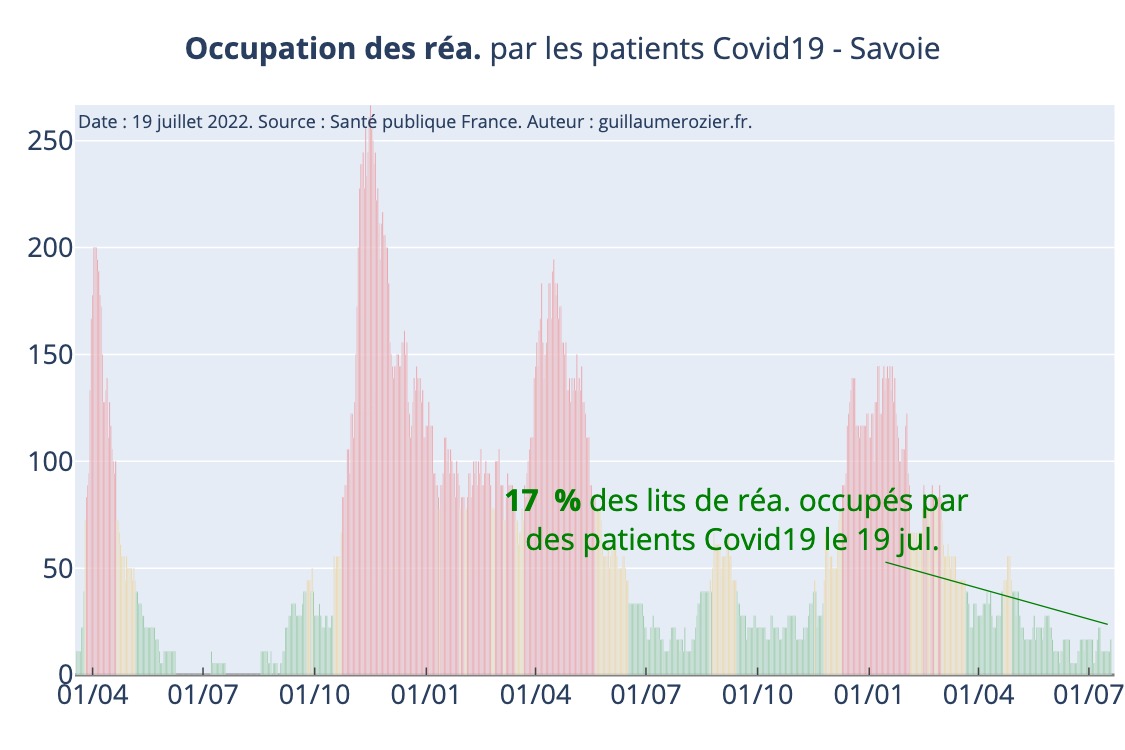 Occupation des réa. par les patients Covid19 - Savoie
Date : 19 juillet 2022. Source : Santé publique France. Auteur : guillaumerozier.fr.
250
200
150
100
50
0
17 % des lits de réa. occupés par
des patients Covid19 le 19 jul.
01/04 01/07 01/10 01/01 01/04 01/07 01/10 01/01 01/04 01/07